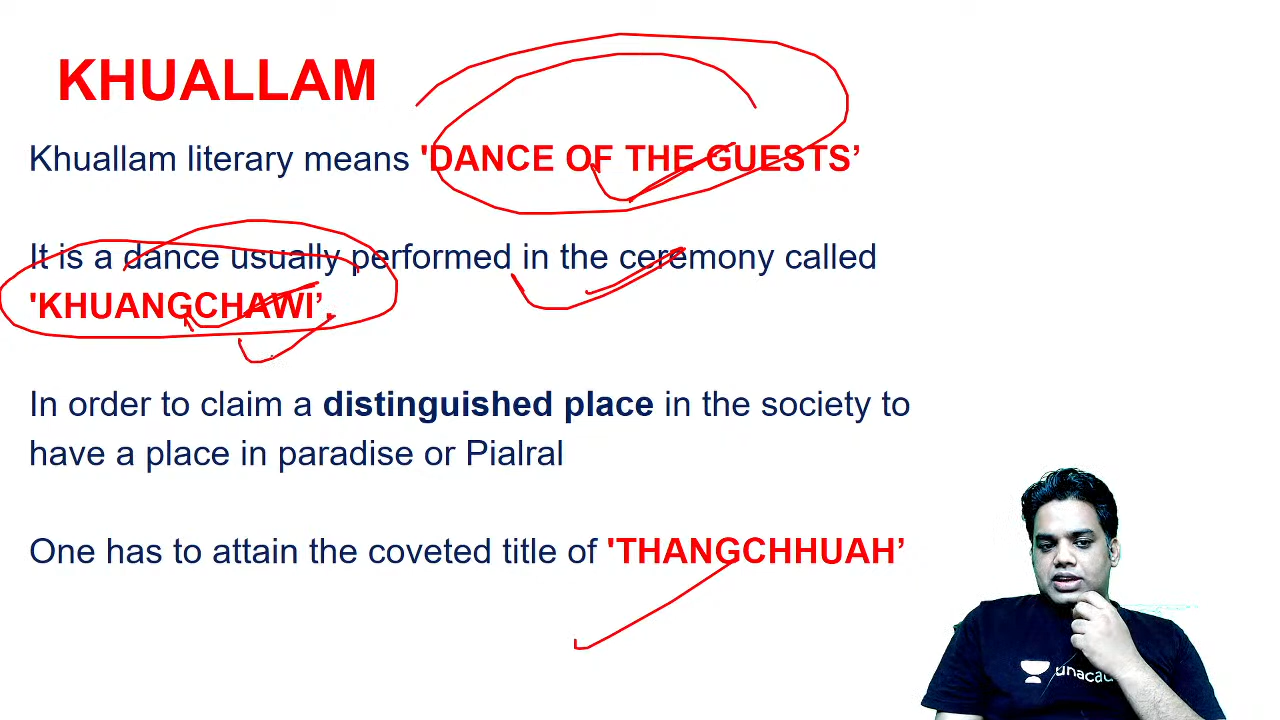 KHUALLAM
Khuallam literary means 'DANCE OF THE GUESTS’
It is a dance usually performed in the ceremony called
'KHUANGCHAWI’.
In order to claim a distinguished place in the society to
have a place in paradise or Pialral
One has to attain the coveted title of 'THANGCHHUAH’